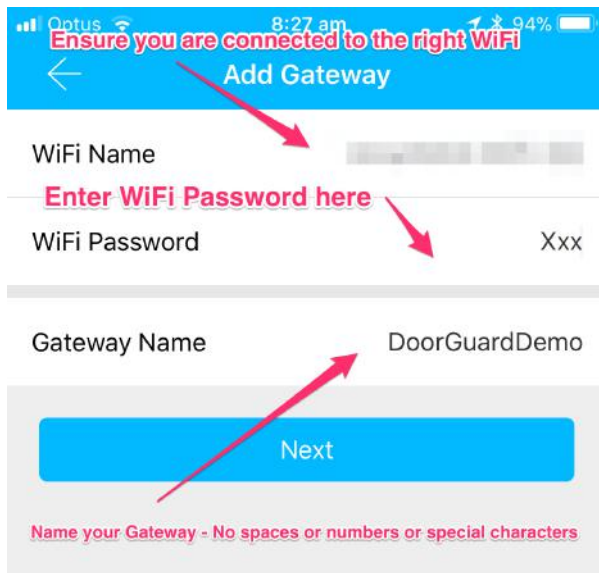 Optus 8:27 am 94%
Ensure you are connected to the right WiFi
Add Gateway
WiFi Name
Enter WiFi Password here
WiFi Password Xxx
Gateway Name DoorGuardDemo
Next
Name your Gateway - No spaces or numbers or special characters